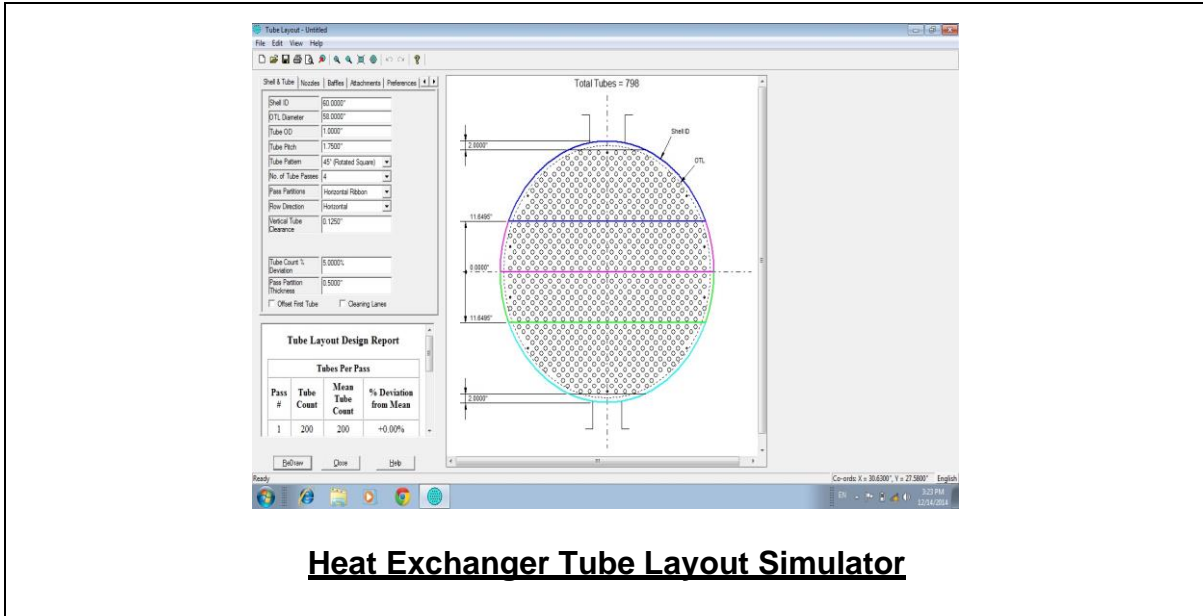 Tube Layout - Untitled
File Edit View Help
Shell & Tube Nozzles Baffles Attachments Preferences
Shell ID 60.0000"
OTL Diameter 58.0000"
Tube OD 1.0000"
Tube Pitch 1.7500"
Tube Pattern 45° (Rotated Square)
No. of Tube Passes 4
Pass Partitions Horizontal Ribbon
Row Direction Horizontal
Vertical Tube Clearance 0.1250"
Tube Count % Deviation 5.0000%
Pass Partition Thickness 0.5000"
Offset First Tube Cleaning Lanes
Tube Layout Design Report
Tubes Per Pass
Pass # Tube Count Mean Tube Count % Deviation from Mean
1 200 200 +0.00%
ReDraw Close Help
Total Tubes = 798
Shell ID
OTL
2.0000"
11.6495"
0.0000"
11.6495"
2.0000"
Ready
Co-ords: X = 30.6300", Y = 27.5800" English
EN
3:23 PM
12/14/2014
Heat Exchanger Tube Layout Simulator